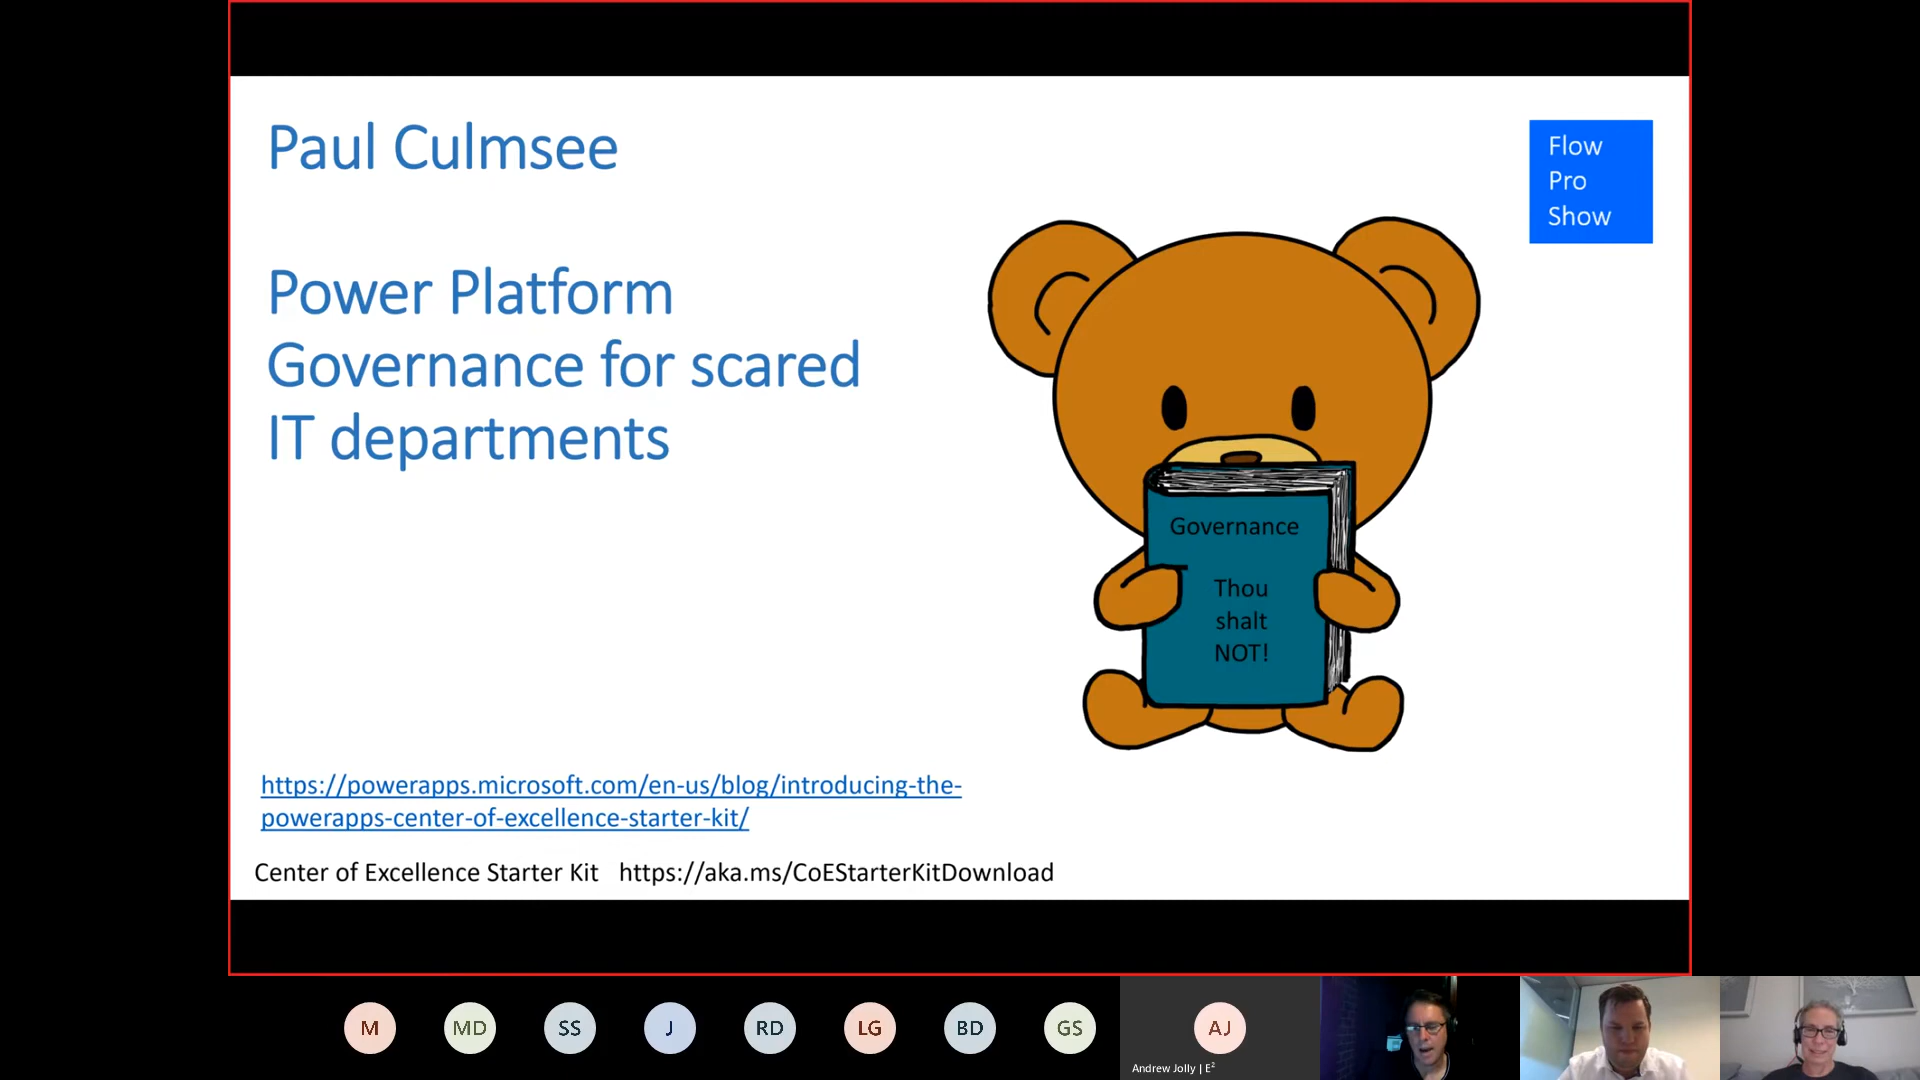 Paul Culmsee
Flow
Pro
Show
Power Platform
Governance for scared
IT departments
Governance
Thou
shalt
NOT!
https://powerapps.microsoft.com/en-us/blog/introducing-the-
powerapps-center-of-excellence-starter-kit/
Center of Excellence Starter Kit https://aka.ms/CoEStarterKitDownload
M MD SS J RD LG BD GS AJ
Andrew Jolly | E²